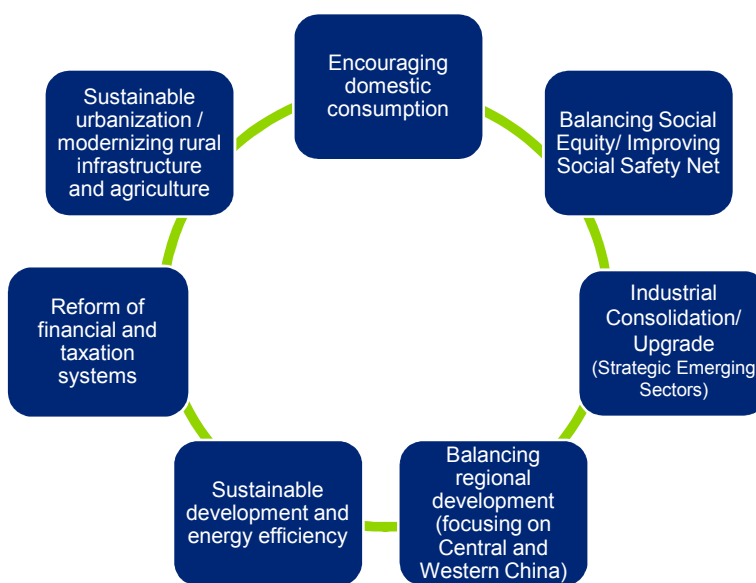 Encouraging
domestic
consumption
Balancing Social
Equity/ Improving
Social Safety Net
Industrial
Consolidation/
Upgrade
(Strategic Emerging
Sectors)
Balancing
regional
development
(focusing on
Central and
Western China)
Sustainable
development and
energy efficiency
Reform of
financial and
taxation
systems
Sustainable
urbanization /
modernizing rural
infrastructure
and agriculture